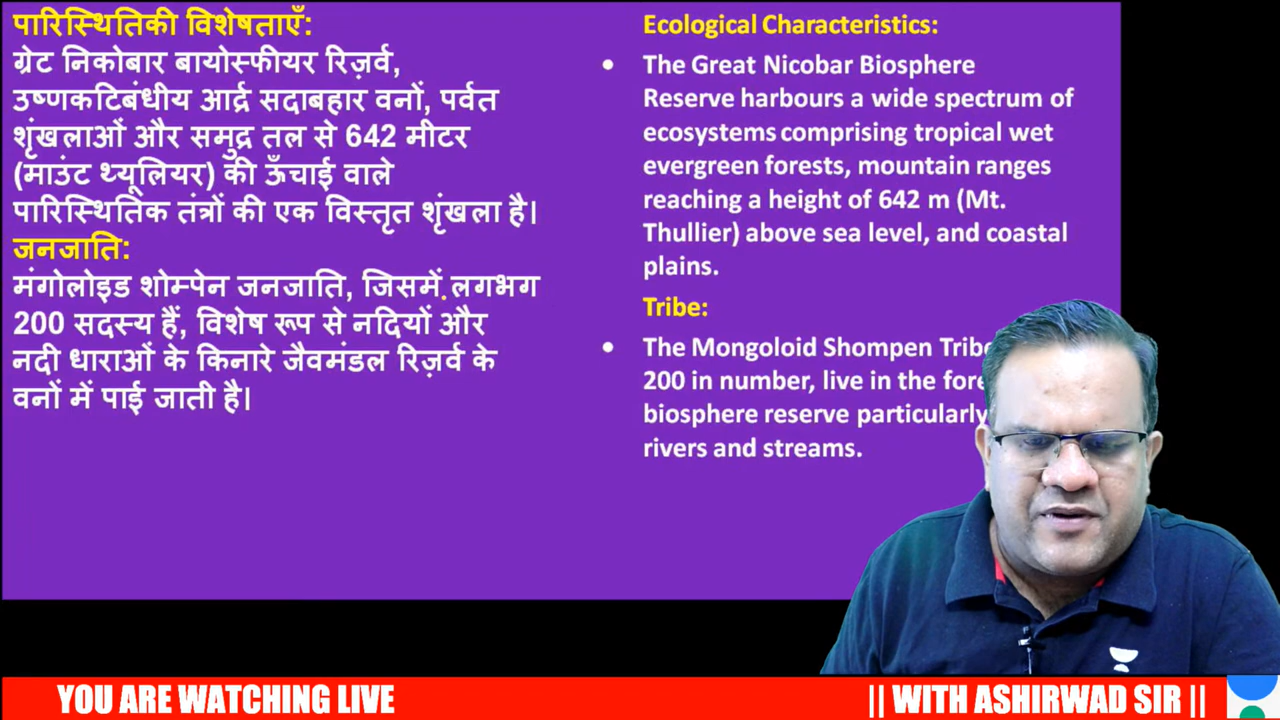 पारिस्थितिकी विशेषताएँ:
ग्रेट निकोबार बायोस्फीयर रिज़र्व,
उष्णकटिबंधीय आर्द्र सदाबहार वनों, पर्वत
शृंखलाओं और समुद्र तल से 642 मीटर
(माउंट थ्यूलियर) की ऊँचाई वाले
पारिस्थितिक तंत्रों की एक विस्तृत शृंखला है।
जनजाति:
मंगोलोइड शोम्पेन जनजाति, जिसमें लगभग
200 सदस्य हैं, विशेष रूप से नदियों और
नदी धाराओं के किनारे जैवमंडल रिज़र्व के
वनों में पाई जाती है।
Ecological Characteristics:
• The Great Nicobar Biosphere
Reserve harbours a wide spectrum of
ecosystems comprising tropical wet
evergreen forests, mountain ranges
reaching a height of 642 m (Mt.
Thullier) above sea level, and coastal
plains.
Tribe:
• The Mongoloid Shompen
200 in number, live in the
biosphere reserve particularly
rivers and streams.
YOU ARE WATCHING LIVE
|| WITH ASHIRWAD SIR ||